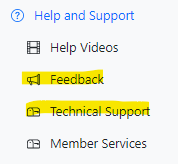 Help and Support
Help Videos
Feedback
Technical Support
Member Services